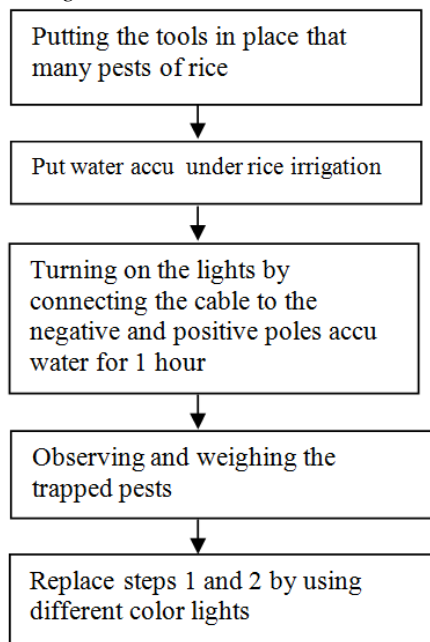 Putting the tools in place that
many pests of rice
Put water accu under rice irrigation
Turning on the lights by
connecting the cable to the
negative and positive poles accu
water for 1 hour
Observing and weighing the
trapped pests
Replace steps 1 and 2 by using
different color lights